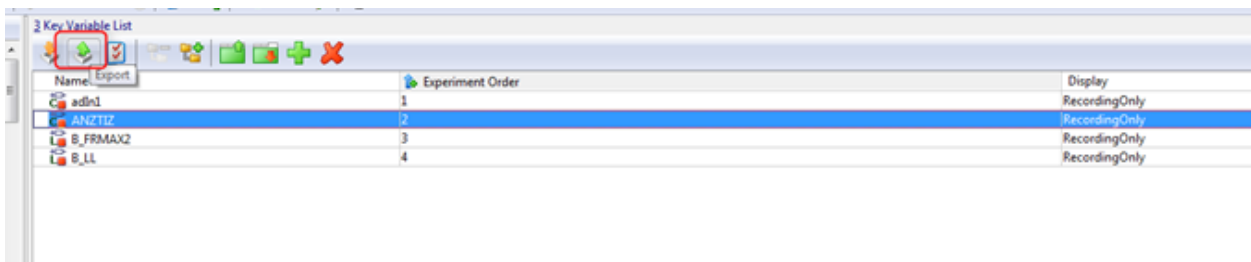 3 Key Variable List
Export
Name Experiment Order Display
adIn1 1 RecordingOnly
ANZTIZ 2 RecordingOnly
B_FRMAX2 3 RecordingOnly
B_LL 4 RecordingOnly